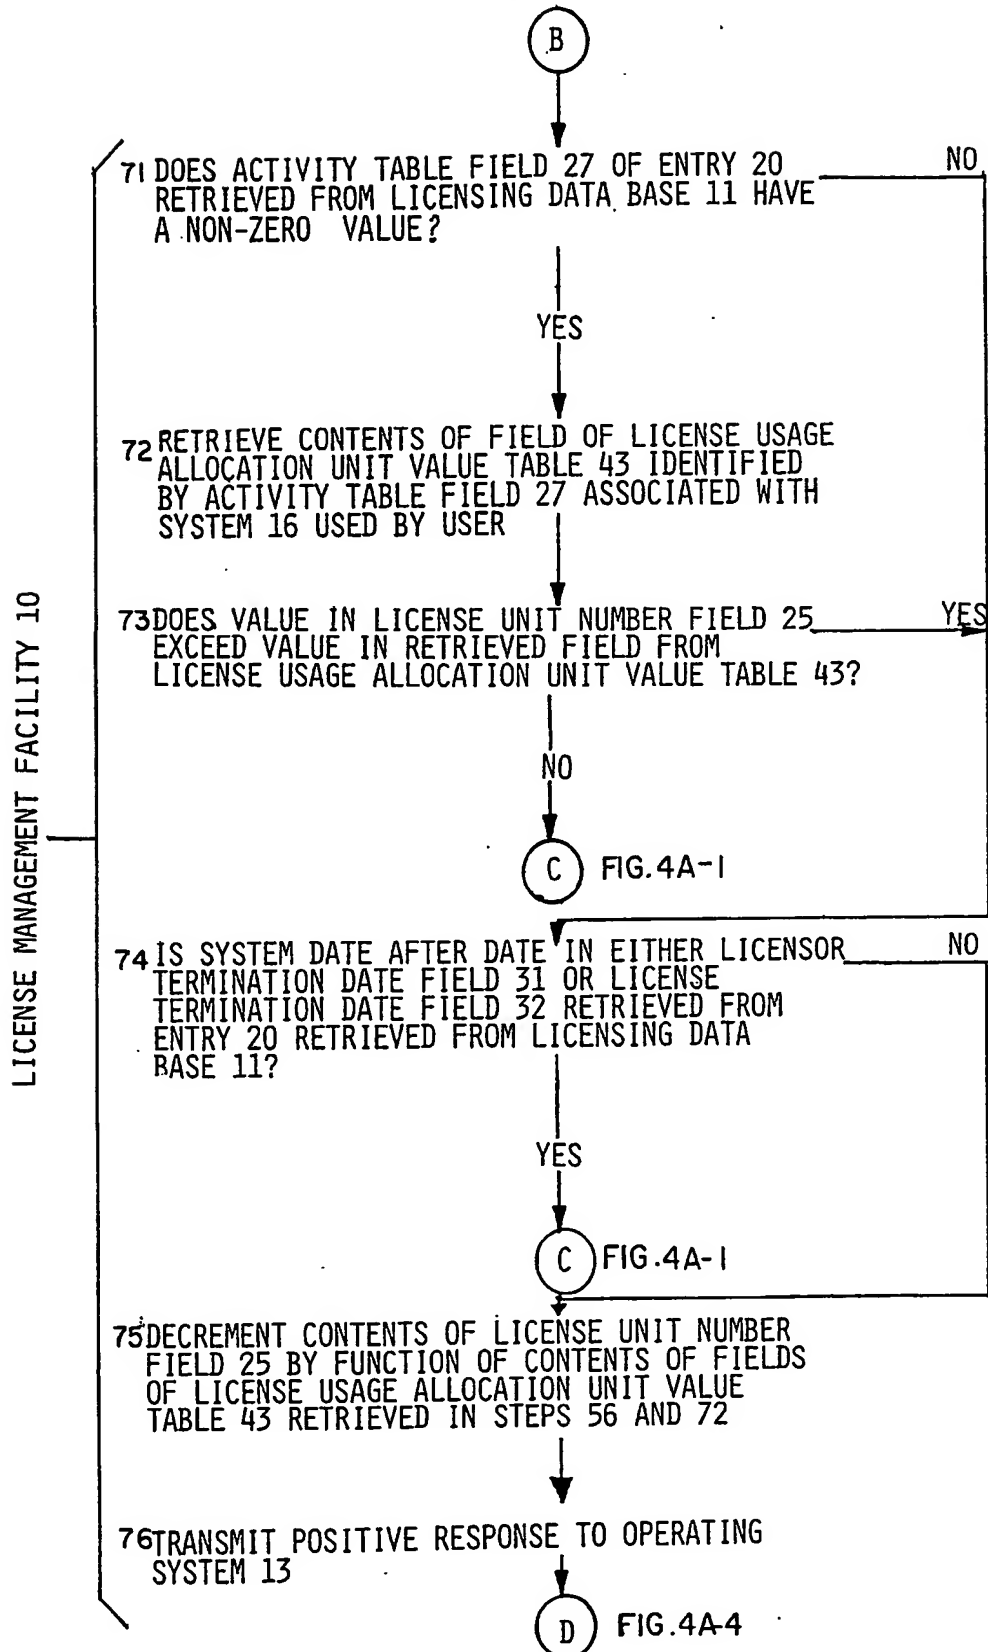 B
71 DOES ACTIVITY TABLE FIELD 27 OF ENTRY 20 NO
RETRIEVED FROM LICENSING DATA BASE 11 HAVE
A NON-ZERO VALUE?
YES
72 RETRIEVE CONTENTS OF FIELD OF LICENSE USAGE
ALLOCATION UNIT VALUE TABLE 43 IDENTIFIED
BY ACTIVITY TABLE FIELD 27 ASSOCIATED WITH
SYSTEM 16 USED BY USER
73 DOES VALUE IN LICENSE UNIT NUMBER FIELD 25 YES
EXCEED VALUE IN RETRIEVED FIELD FROM
LICENSE USAGE ALLOCATION UNIT VALUE TABLE 43?
NO
C FIG.4A-1
74 IS SYSTEM DATE AFTER DATE IN EITHER LICENSOR NO
TERMINATION DATE FIELD 31 OR LICENSE
TERMINATION DATE FIELD 32 RETRIEVED FROM
ENTRY 20 RETRIEVED FROM LICENSING DATA
BASE 11?
YES
C FIG.4A-1
75 DECREMENT CONTENTS OF LICENSE UNIT NUMBER
FIELD 25 BY FUNCTION OF CONTENTS OF FIELDS
OF LICENSE USAGE ALLOCATION UNIT VALUE
TABLE 43 RETRIEVED IN STEPS 56 AND 72
76 TRANSMIT POSITIVE RESPONSE TO OPERATING
SYSTEM 13
D FIG.4A-4
LICENSE MANAGEMENT FACILITY 10